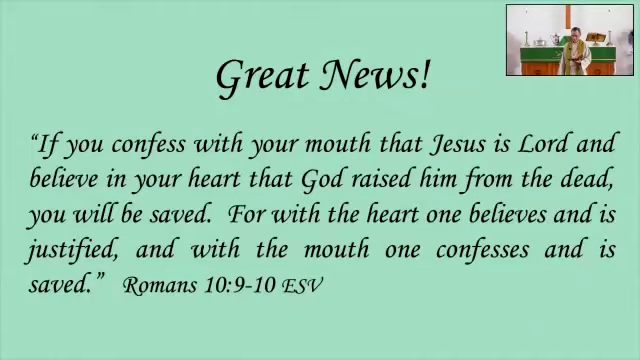 Great News!
“If you confess with your mouth that Jesus is Lord and
believe in your heart that God raised him from the dead,
you will be saved.  For with the heart one believes and is
justified, and with the mouth one confesses and is
saved.”   Romans 10:9-10 ESV